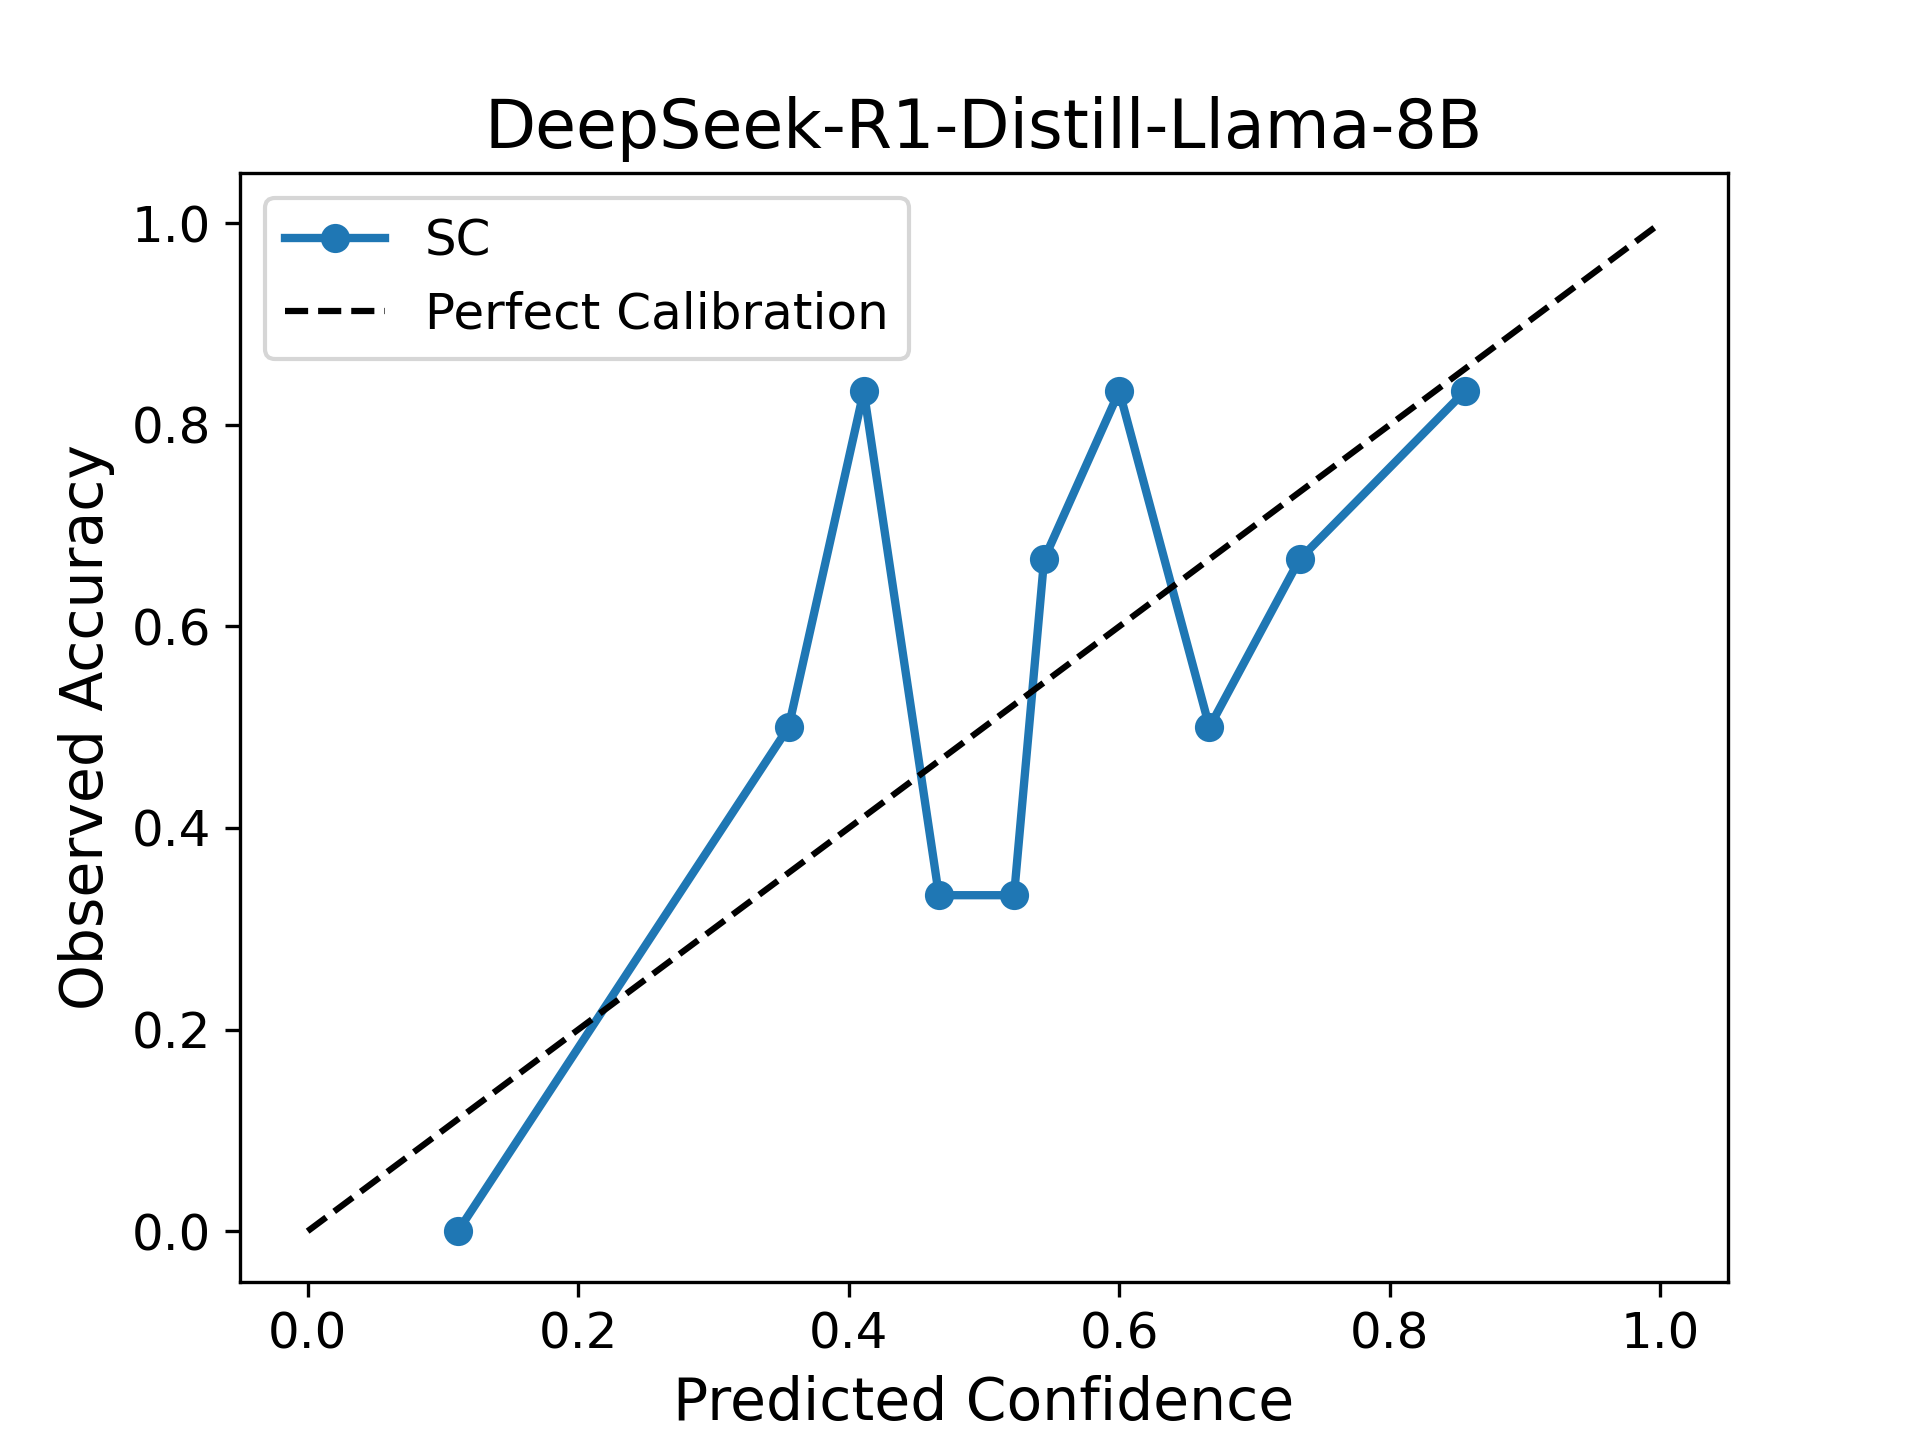 DeepSeek-R1-Distill-Llama-8B
SC
Perfect Calibration
1.0
0.8
0.6
0.4
0.2
0.0
Observed Accuracy
0.0 0.2 0.4 0.6 0.8 1.0
Predicted Confidence